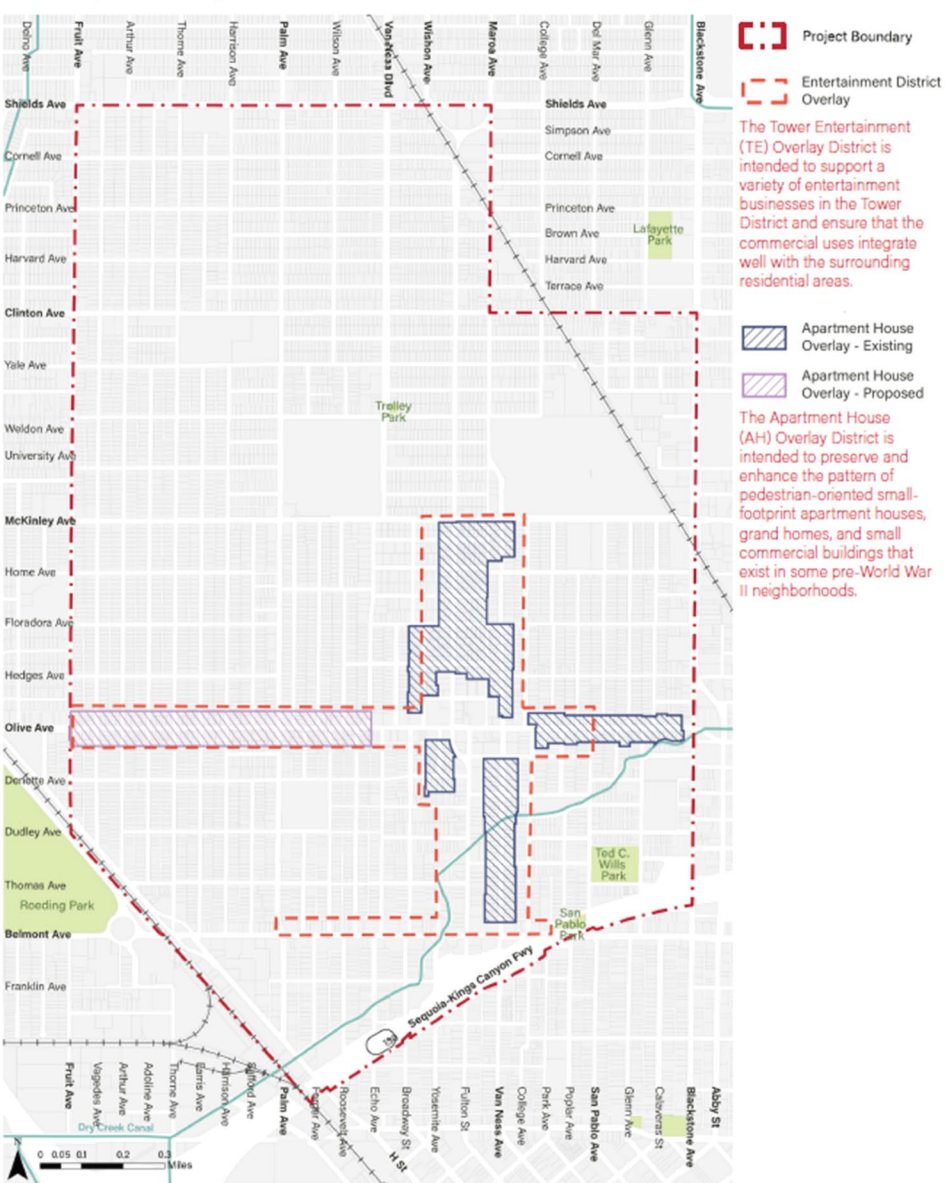 Delno Ave
Fruit Ave
Arthur Ave
Thorne Ave
Harrison Ave
Palm Ave
Wilson Ave
VanNess Blvd
Wishon Ave
Maroa Ave
College Ave
Del Mar Ave
Glenn Ave
Blackstone Ave
Shields Ave
Cornell Ave
Princeton Ave
Harvard Ave
Clinton Ave
Yale Ave
Weldon Ave
University Ave
McKinley Ave
Home Ave
Floradora Ave
Hedges Ave
Olive Ave
Dudley Ave
Thomas Ave
Roeding Park
Belmont Ave
Franklin Ave
Shields Ave
Simpson Ave
Cornell Ave
Princeton Ave
Brown Ave
Harvard Ave
Terrace Ave
Lafayette
Park
Trolley
Park
Ted C.
Wills
Park
San
Pablo
Park
Sequoia-Kings Canyon Fwy
Fruit Ave
Vagedes Ave
Arthur Ave
Adoline Ave
Thorne Ave
Harrison Ave
Palm Ave
Roosevelt Ave
Echo Ave
Broadway St
Yosemite Ave
Fulton St
Van Ness Ave
College Ave
Park Ave
Poplar Ave
San Pablo Ave
Glenn Ave
Calaveras St
Blackstone Ave
Abby St
H St
Dry Creek Canal
N
0 0.05 0.1 0.2 0.3
Miles
Project Boundary
Entertainment District
Overlay
The Tower Entertainment
(TE) Overlay District is
intended to support a
variety of entertainment
businesses in the Tower
District and ensure that the
commercial uses integrate
well with the surrounding
residential areas.
Apartment House
Overlay - Existing
Apartment House
Overlay - Proposed
The Apartment House
(AH) Overlay District is
intended to preserve and
enhance the pattern of
pedestrian-oriented small-
footprint apartment houses,
grand homes, and small
commercial buildings that
exist in some pre-World War
II neighborhoods.